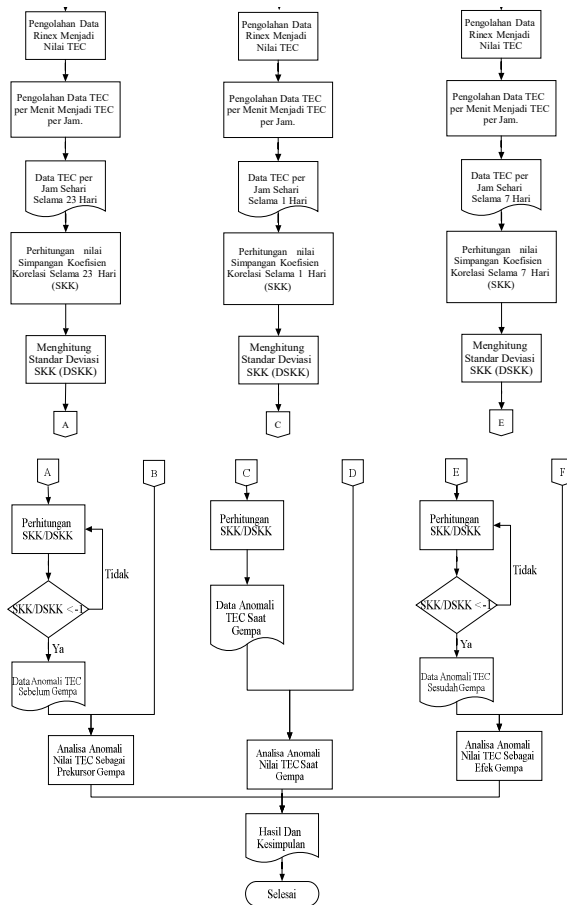 Pengolahan Data
Rinex Menjadi
Nilai TEC
Pengolahan Data TEC
per Menit Menjadi TEC
per Jam.
Data TEC per
Jam Sehari
Selama 23 Hari
Perhitungan nilai
Simpangan Koefisien
Korelasi Selama 23 Hari
(SKK)
Menghitung
Standar Deviasi
SKK (DSKK)
A
Pengolahan Data
Rinex Menjadi
Nilai TEC
Pengolahan Data TEC
per Menit Menjadi TEC
per Jam.
Data TEC per
Jam Sehari
Selama 1 Hari
Perhitungan nilai
Simpangan Koefisien
Korelasi Selama 1 Hari
(SKK)
Menghitung
Standar Deviasi
SKK (DSKK)
C
Pengolahan Data
Rinex Menjadi
Nilai TEC
Pengolahan Data TEC
per Menit Menjadi TEC
per Jam.
Data TEC per
Jam Sehari
Selama 7 Hari
Perhitungan nilai
Simpangan Koefisien
Korelasi Selama 7 Hari
(SKK)
Menghitung
Standar Deviasi
SKK (DSKK)
E
A
B
Perhitungan
SKK/DSKK
Tidak
SKK/DSKK <-1
Ya
Data Anomali TEC
Sebelum Gempa
Analisa Anomali
Nilai TEC Sebagai
Prekursor Gempa
C
D
Perhitungan
SKK/DSKK
Data Anomali
TEC Saat
Gempa
Analisa Anomali
Nilai TEC Saat
Gempa
E
F
Perhitungan
SKK/DSKK
Tidak
SKK/DSKK <-1
Ya
Data Anomali TEC
Sesudah Gempa
Analisa Anomali
Nilai TEC Sebagai
Efek Gempa
Hasil Dan
Kesimpulan
Selesai